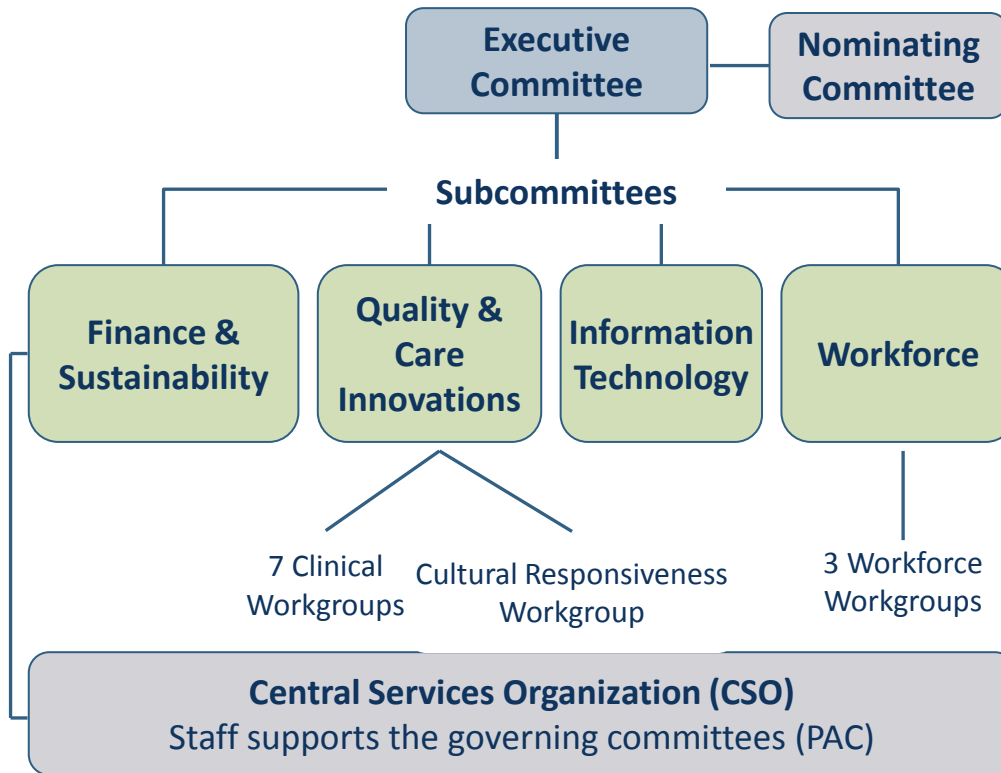 Executive
Committee
Nominating
Committee
Subcommittees
Finance &
Sustainability
Quality &
Care
Innovations
Information
Technology
Workforce
7 Clinical
Workgroups
Cultural Responsiveness
Workgroup
3 Workforce
Workgroups
Central Services Organization (CSO)
Staff supports the governing committees (PAC)